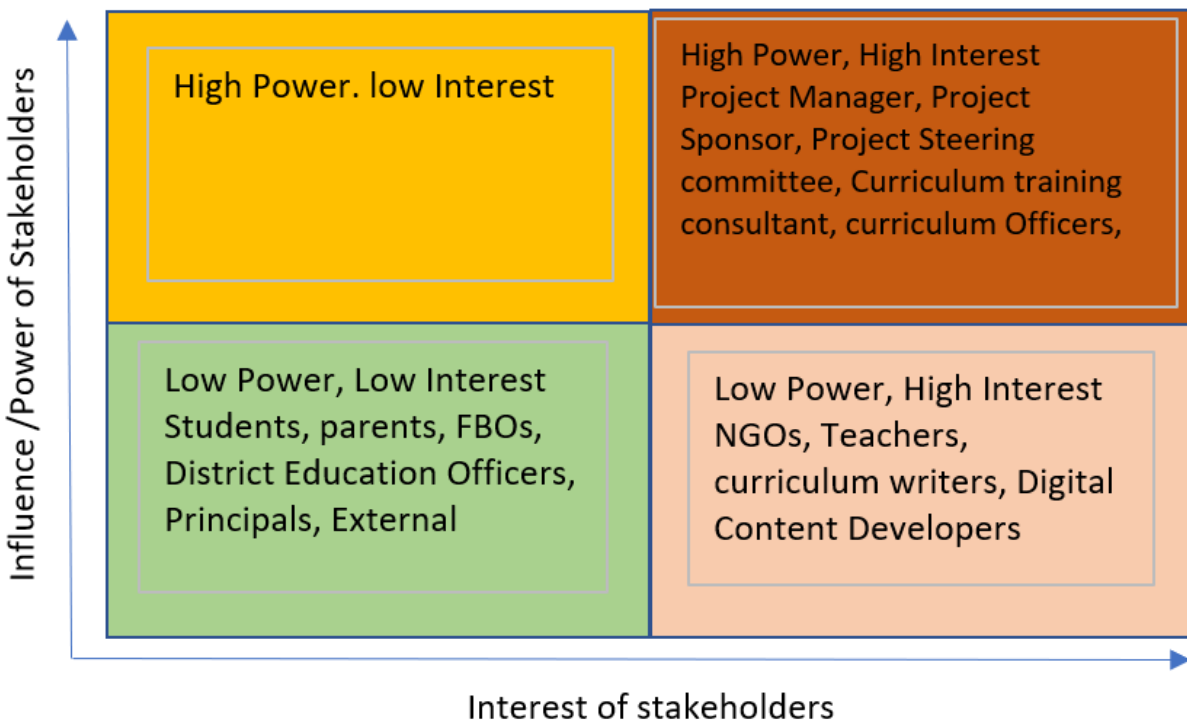 Influence /Power of Stakeholders
High Power. low Interest
High Power, High Interest
Project Manager, Project
Sponsor, Project Steering
committee, Curriculum training
consultant, curriculum Officers,
Low Power, Low Interest
Students, parents, FBOs,
District Education Officers,
Principals, External
Low Power, High Interest
NGOs, Teachers,
curriculum writers, Digital
Content Developers
Interest of stakeholders